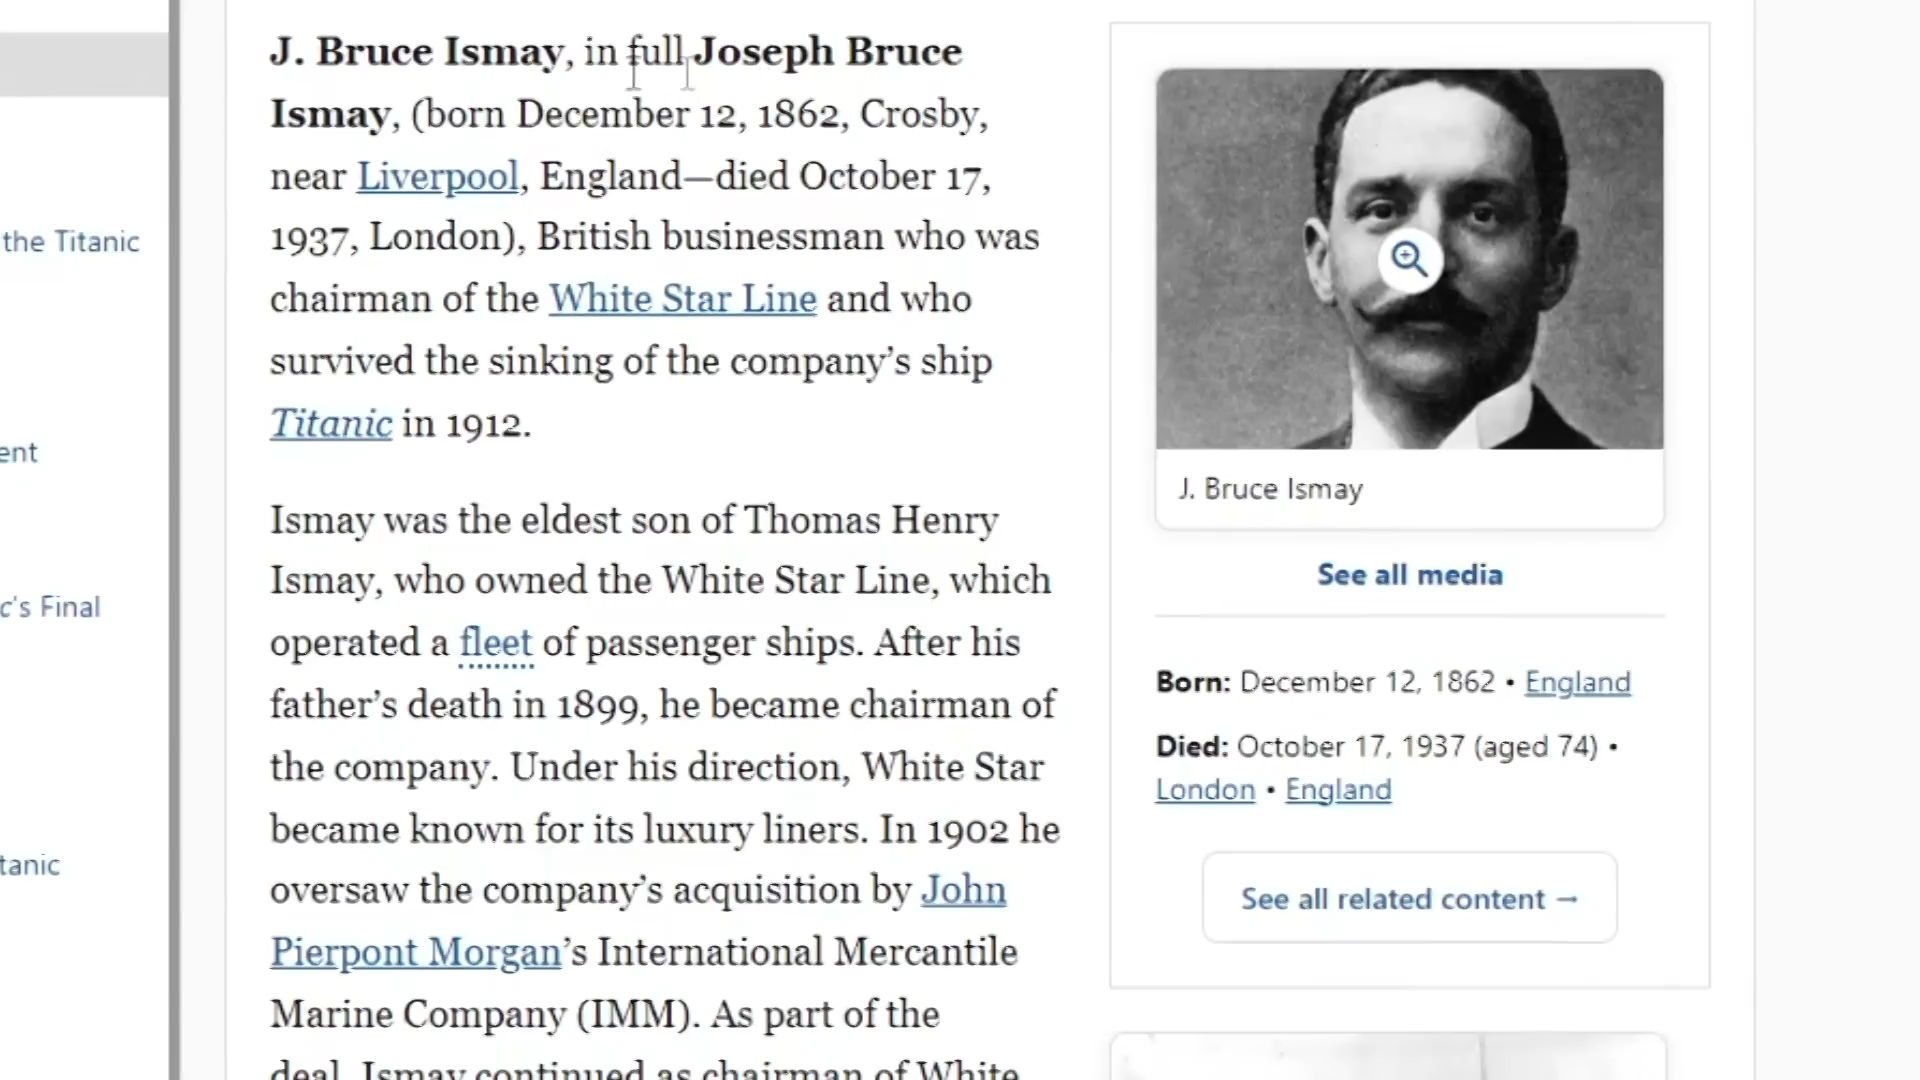 J. Bruce Ismay, in full Joseph Bruce
Ismay, (born December 12, 1862, Crosby,
near Liverpool, England—died October 17,
1937, London), British businessman who was
chairman of the White Star Line and who
survived the sinking of the company’s ship
Titanic in 1912.
Ismay was the eldest son of Thomas Henry
Ismay, who owned the White Star Line, which
operated a fleet of passenger ships. After his
father’s death in 1899, he became chairman of
the company. Under his direction, White Star
became known for its luxury liners. In 1902 he
oversaw the company’s acquisition by John
Pierpont Morgan’s International Mercantile
Marine Company (IMM). As part of the
deal, Ismay continued as chairman of White
J. Bruce Ismay
See all media
Born: December 12, 1862 • England
Died: October 17, 1937 (aged 74) •
London • England
See all related content →
the Titanic
ent
c's Final
tanic